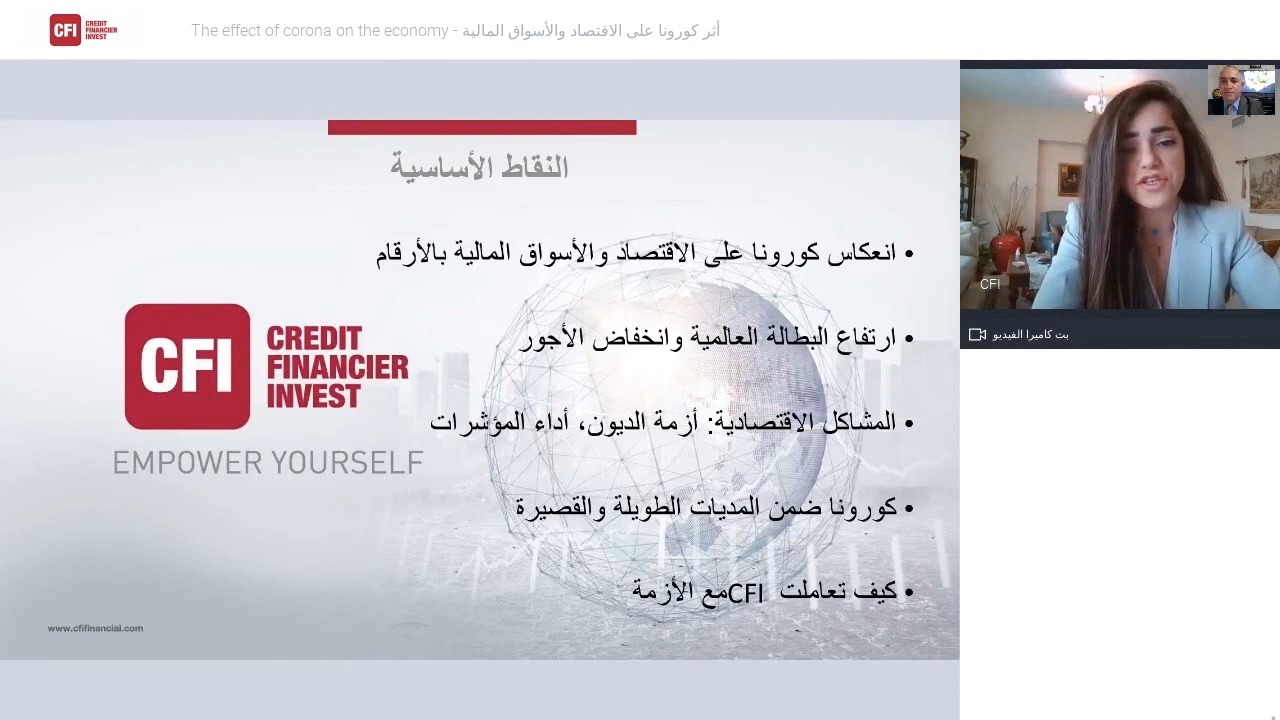 CFI CREDIT
FINANCIER
INVEST
The effect of corona on the economy - أثر كورونا على الاقتصاد والأسواق المالية
النقاط الأساسية
• انعكاس كورونا على الاقتصاد والأسواق المالية بالأرقام
• ارتفاع البطالة العالمية وانخفاض الأجور
• المشاكل الاقتصادية: أزمة الديون، أداء المؤشرات
• كورونا ضمن المديات الطويلة والقصيرة
• كيف تعاملت CFIمع الأزمة
CFI CREDIT
FINANCIER
INVEST
EMPOWER YOURSELF
www.cfifinancial.com
CFI
بث كاميرا الفيديو